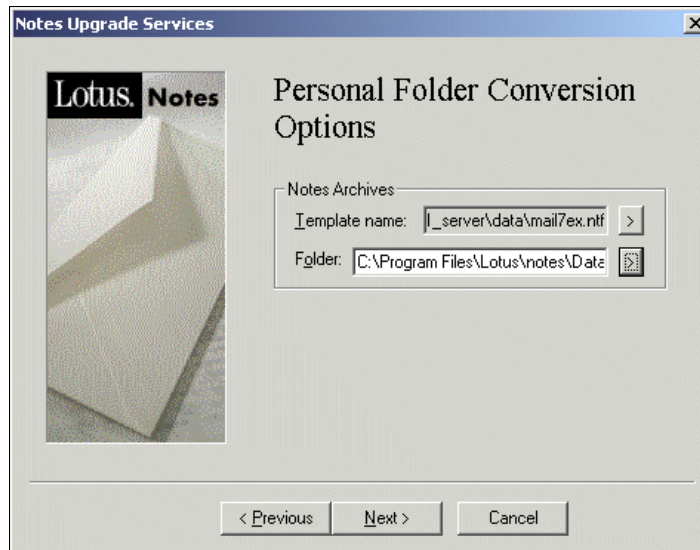 Notes Upgrade Services
Lotus. Notes
Personal Folder Conversion
Options
Notes Archives
Template name: l_server\data\mail7ex.ntf >
Folder: C:\Program Files\Lotus\notes\Data >
< Previous Next > Cancel